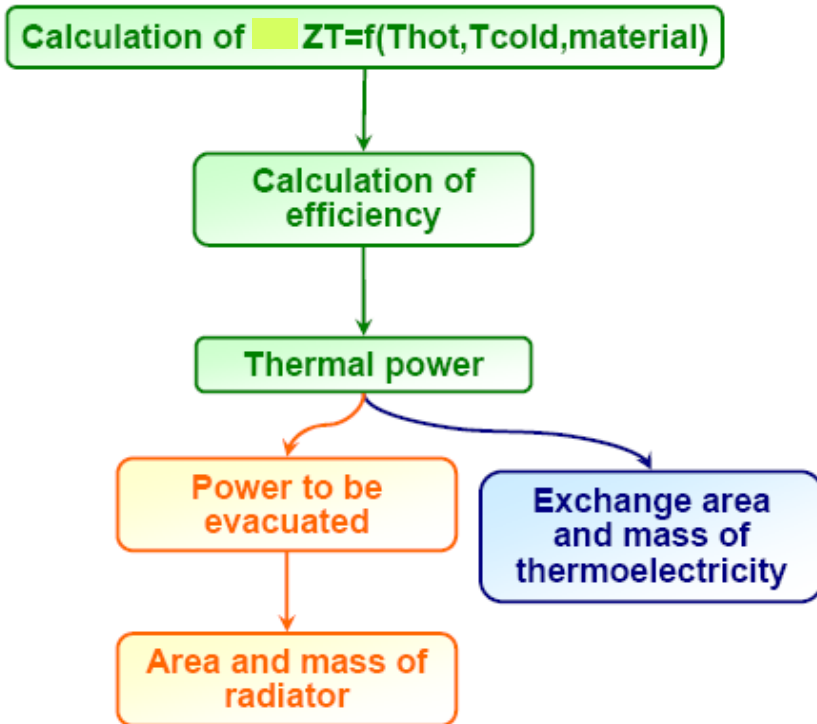 Calculation of ZT=f(Thot,Tcold,material)
Calculation of
efficiency
Thermal power
Power to be
evacuated
Exchange area
and mass of
thermoelectricity
Area and mass of
radiator